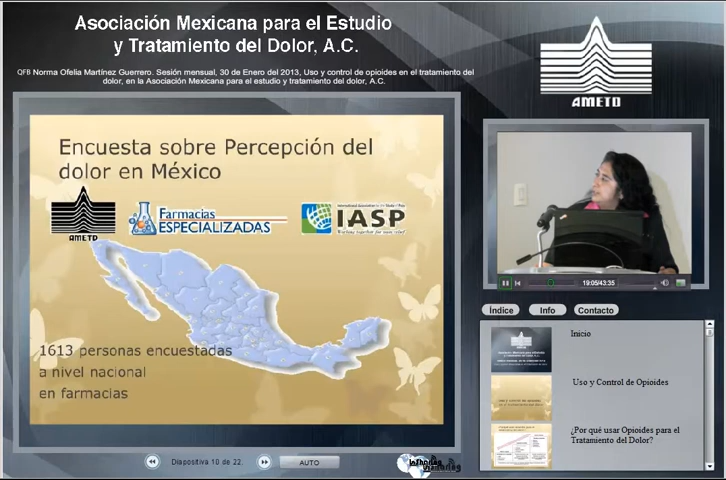 Asociación Mexicana para el Estudio
y Tratamiento del Dolor, A.C.
QFB Norma Ofelia Martínez Guerrero. Sesión mensual, 30 de Enero del 2013, Uso y control de opioides en el tratamiento del
dolor, en la Asociación Mexicana para el estudio y tratamiento del dolor, A.C.
AMETD
Encuesta sobre Percepción del
dolor en México
AMETD
Farmacias
ESPECIALIZADAS
IASP
Working together for pain relief
1613 personas encuestadas
a nivel nacional
en farmacias
19:05/43:35
Índice Info Contacto
Inicio
Uso y Control de Opioides
¿Por qué usar Opioides para el
Tratamiento del Dolor?
Diapositiva 10 de 22
AUTO